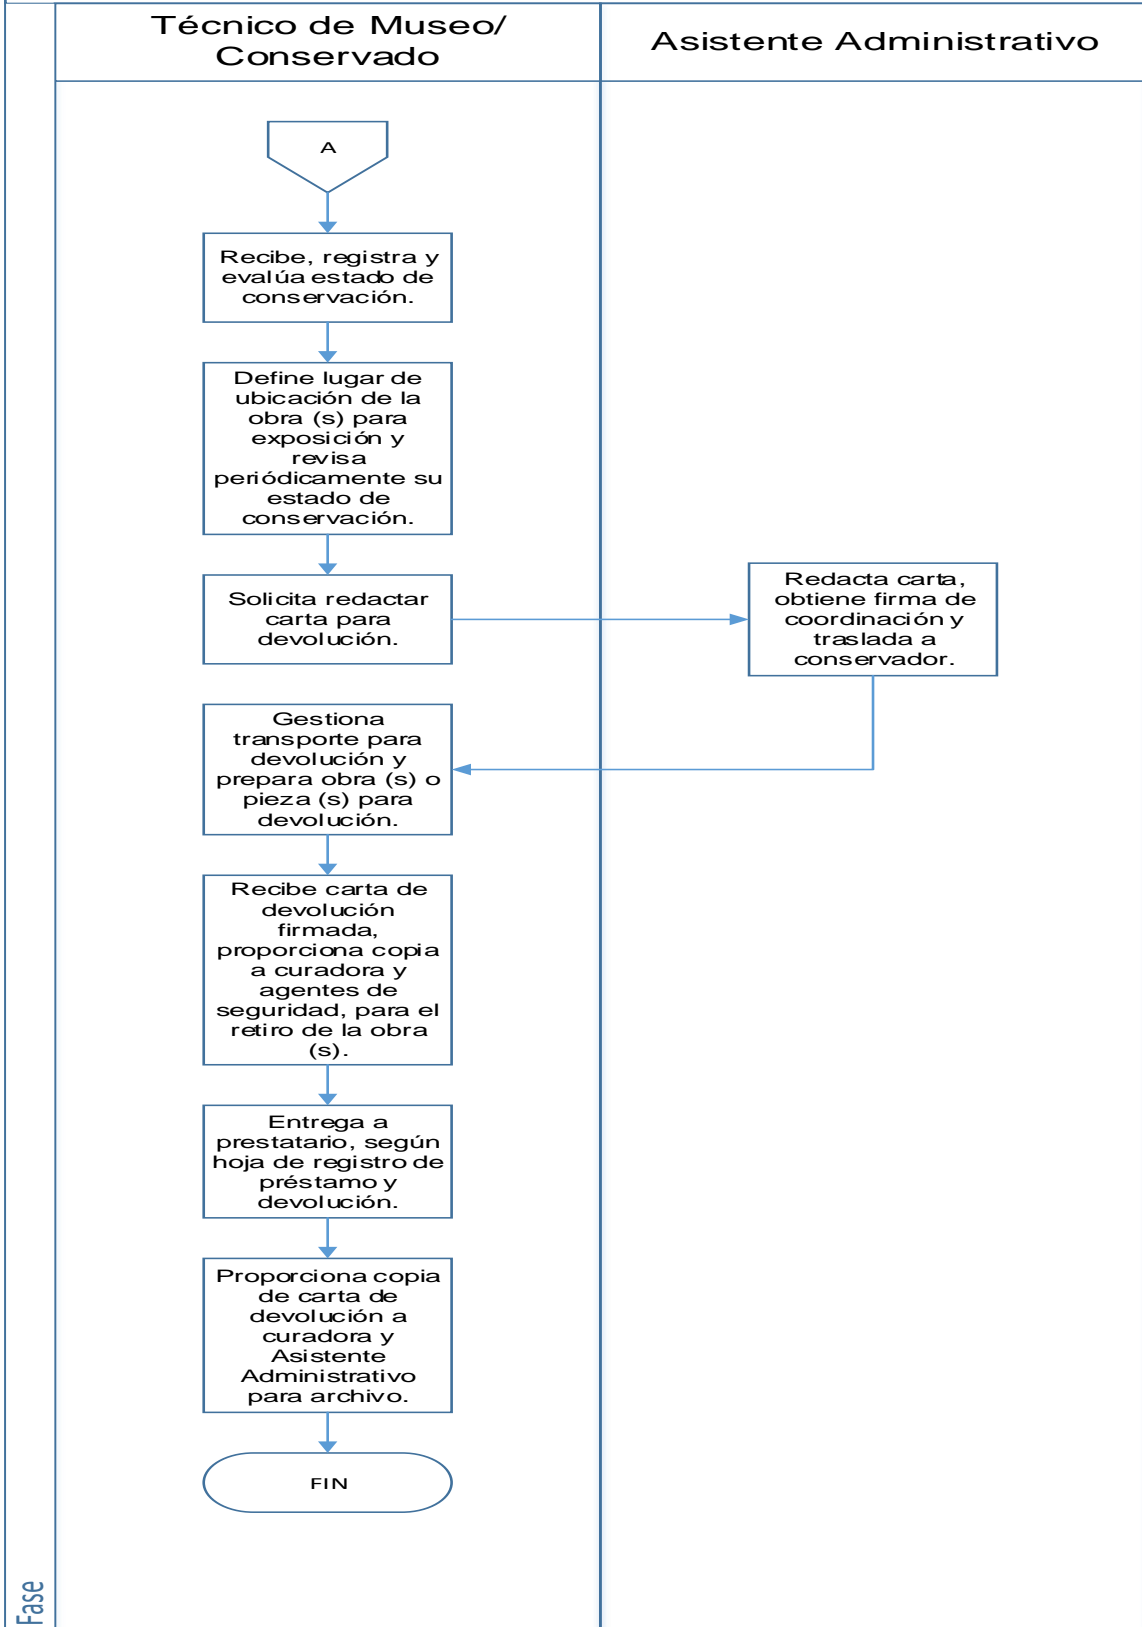 Técnico de Museo/
Conservado
Asistente Administrativo
A
Recibe, registra y
evalúa estado de
conservación.
Define lugar de
ubicación de la
obra (s) para
exposición y
revisa
periódicamente su
estado de
conservación.
Solicita redactar
carta para
devolución.
Redacta carta,
obtiene firma de
coordinación y
traslada a
conservador.
Gestiona
transporte para
devolución y
prepara obra (s) o
pieza (s) para
devolución.
Recibe carta de
devolución
firmada,
proporciona copia
a curadora y
agentes de
seguridad, para el
retiro de la obra
(s).
Entrega a
prestatario, según
hoja de registro de
préstamo y
devolución.
Proporciona copia
de carta de
devolución a
curadora y
Asistente
Administrativo
para archivo.
FIN
Fase